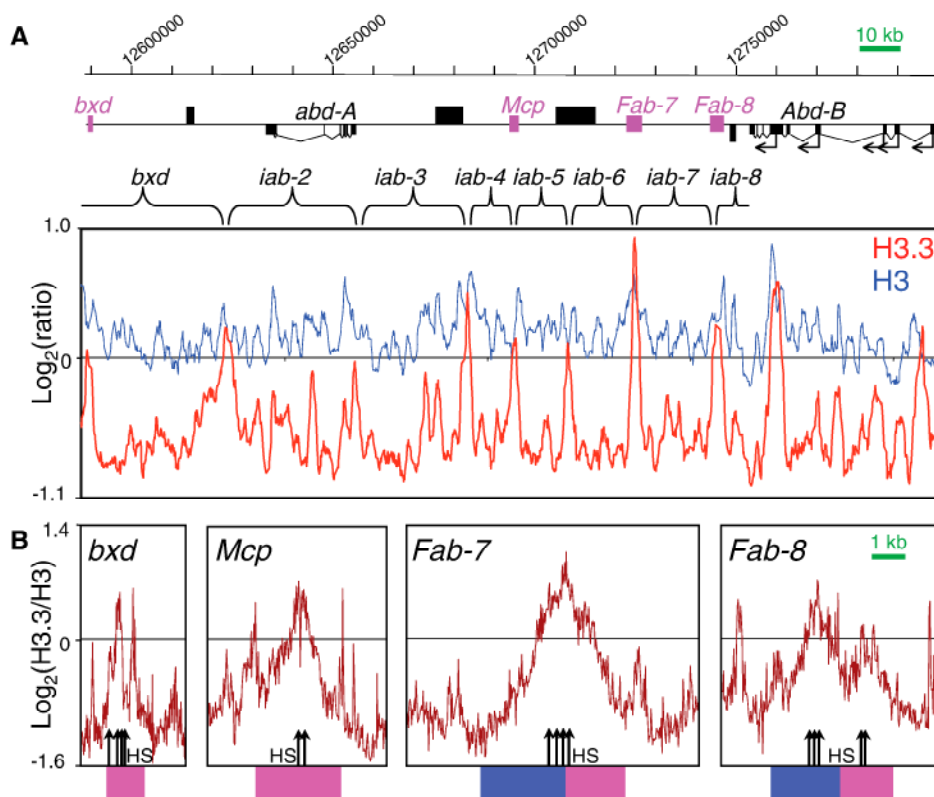 A
12600000 12650000 12700000 12750000 10 kb
bxd abd-A Mcp Fab-7 Fab-8 Abd-B
bxd iab-2 iab-3 iab-4 iab-5 iab-6 iab-7 iab-8
1.0
H3.3
H3
Log2(ratio)
0
-1.1
B
1.4
bxd Mcp Fab-7 Fab-8 1 kb
Log2(H3.3/H3)
0
HS HS HS HS
-1.6